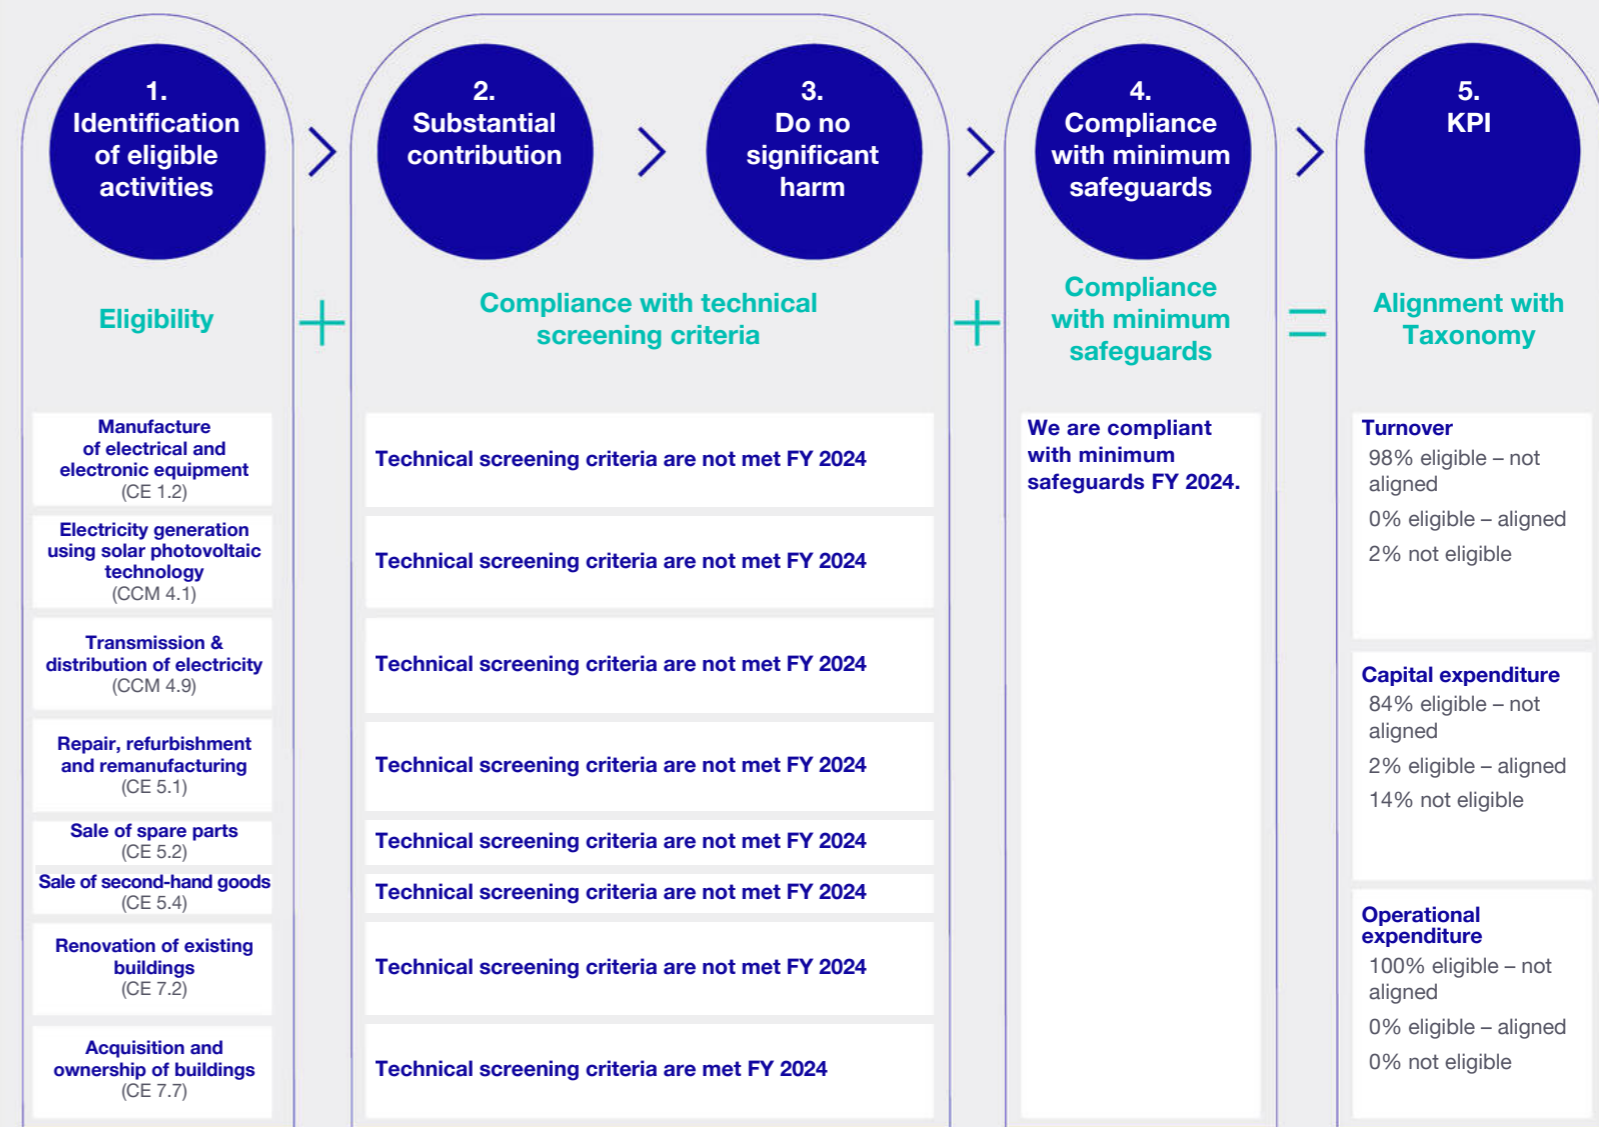 1.
Identification
of eligible
activities
2.
Substantial
contribution
3.
Do no
significant
harm
4.
Compliance
with minimum
safeguards
5.
KPI
Eligibility
Compliance with technical
screening criteria
Compliance
with minimum
safeguards
Alignment with
Taxonomy
Manufacture
of electrical and
electronic equipment
(CE 1.2)
Technical screening criteria are not met FY 2024
Electricity generation
using solar photovoltaic
technology
(CCM 4.1)
Technical screening criteria are not met FY 2024
Transmission &
distribution of electricity
(CCM 4.9)
Technical screening criteria are not met FY 2024
Repair, refurbishment
and remanufacturing
(CE 5.1)
Technical screening criteria are not met FY 2024
Sale of spare parts
(CE 5.2)
Technical screening criteria are not met FY 2024
Sale of second-hand goods
(CE 5.4)
Technical screening criteria are not met FY 2024
Renovation of existing
buildings
(CE 7.2)
Technical screening criteria are not met FY 2024
Acquisition and
ownership of buildings
(CE 7.7)
Technical screening criteria are met FY 2024
We are compliant
with minimum
safeguards FY 2024.
Turnover
98% eligible – not
aligned
0% eligible – aligned
2% not eligible
Capital expenditure
84% eligible – not
aligned
2% eligible – aligned
14% not eligible
Operational
expenditure
100% eligible – not
aligned
0% eligible – aligned
0% not eligible